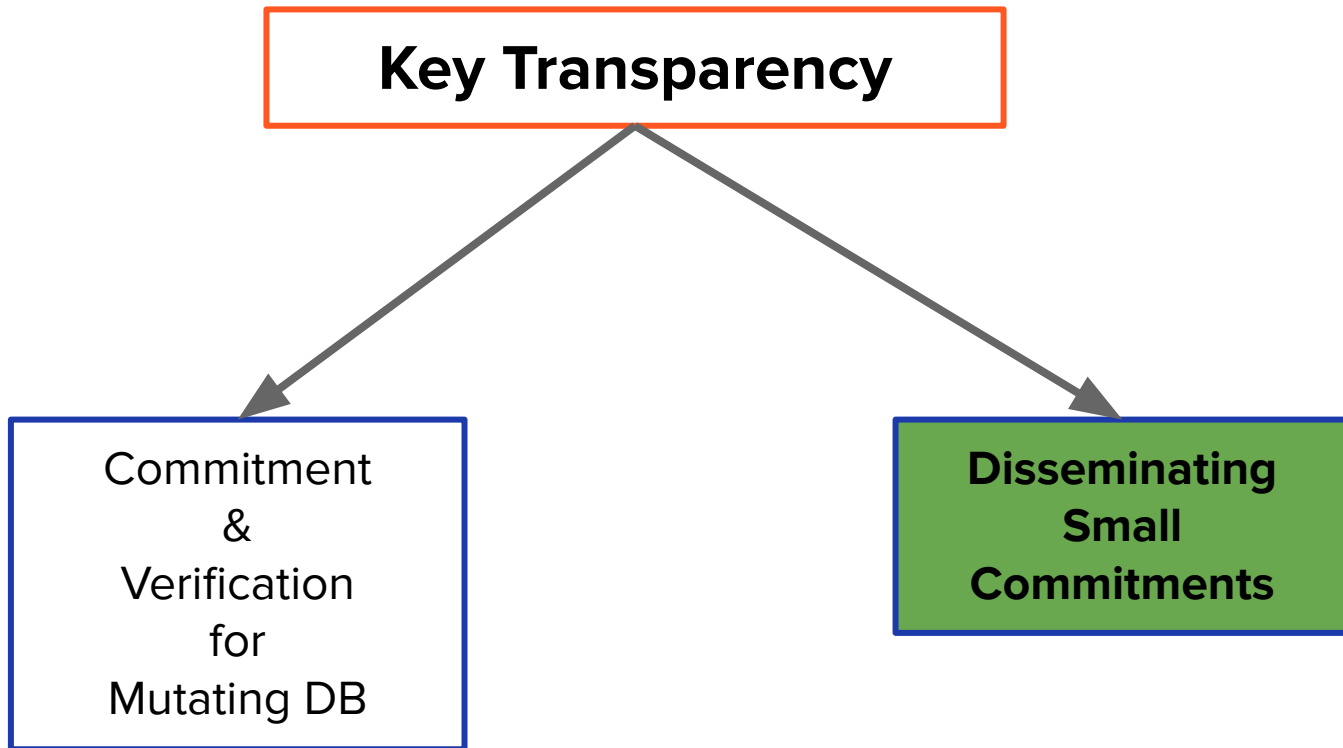 Key Transparency
Commitment
&
Verification
for
Mutating DB
Disseminating
Small
Commitments